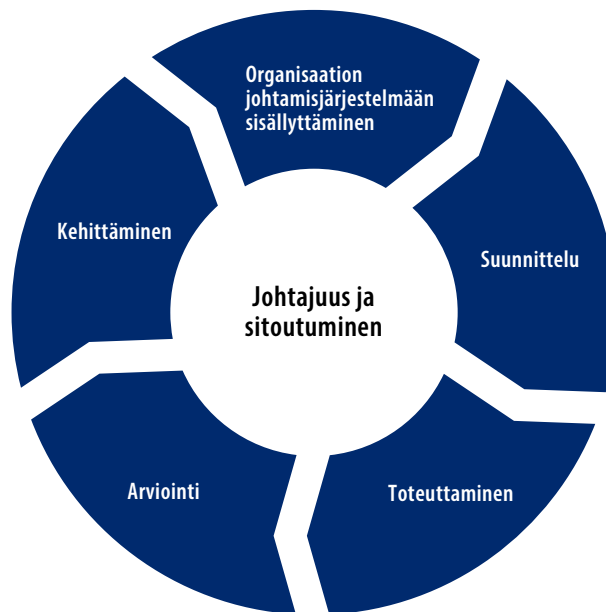 Organisaation
johtamisjärjestelmään
sisällyttäminen
Suunnittelu
Toteuttaminen
Arviointi
Kehittäminen
Johtajuus ja
sitoutuminen